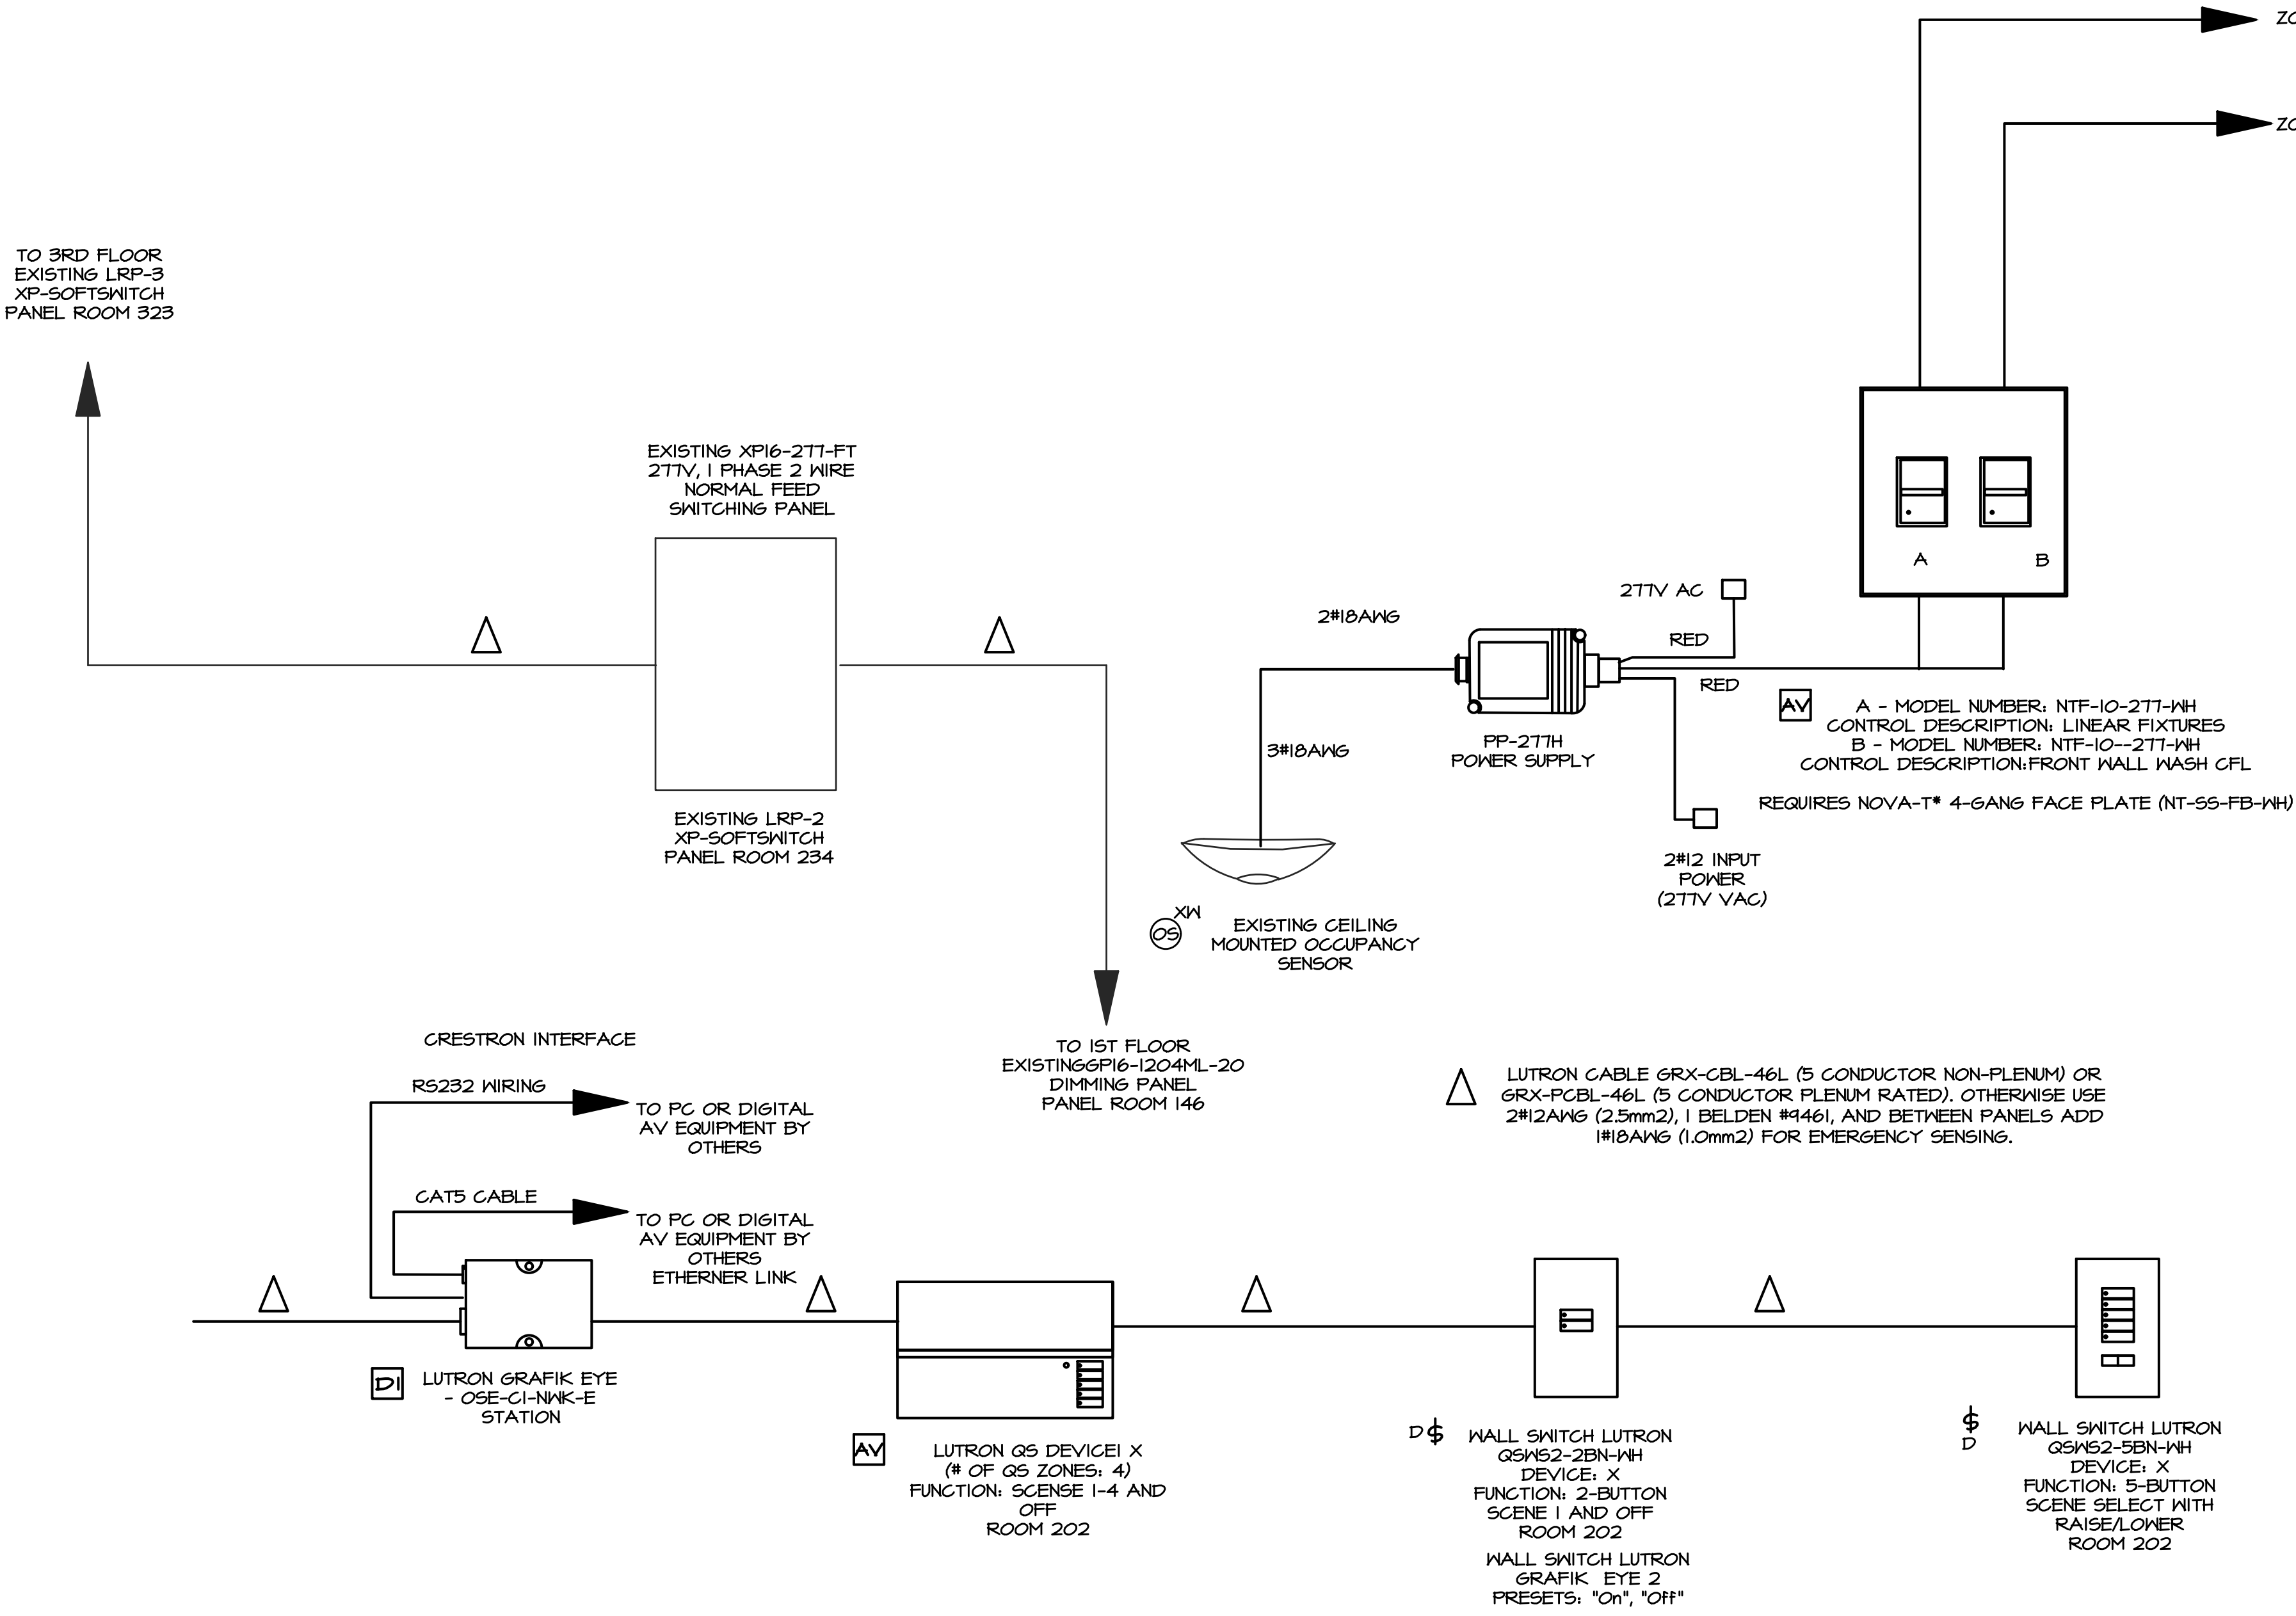 ZO
ZO
TO 3RD FLOOR
EXISTING LRP-3
XP-SOFTSWITCH
PANEL ROOM 323
EXISTING XP16-277-FT
277V, 1 PHASE 2 WIRE
NORMAL FEED
SWITCHING PANEL
EXISTING LRP-2
XP-SOFTSWITCH
PANEL ROOM 234
A
B
277V AC
RED
RED
2#18AWG
3#18AWG
PP-277H
POWER SUPPLY
AV
A - MODEL NUMBER: NTF-10-277-WH
CONTROL DESCRIPTION: LINEAR FIXTURES
B - MODEL NUMBER: NTF-10--277-WH
CONTROL DESCRIPTION:FRONT WALL WASH CFL
REQUIRES NOVA-T* 4-GANG FACE PLATE (NT-SS-FB-WH)
2#12 INPUT
POWER
(277V VAC)
XW
OS
EXISTING CEILING
MOUNTED OCCUPANCY
SENSOR
TO 1ST FLOOR
EXISTINGGP16-1204ML-20
DIMMING PANEL
PANEL ROOM 146
LUTRON CABLE GRX-CBL-46L (5 CONDUCTOR NON-PLENUM) OR
GRX-PCBL-46L (5 CONDUCTOR PLENUM RATED). OTHERWISE USE
2#12AWG (2.5mm2), 1 BELDEN #9461, AND BETWEEN PANELS ADD
1#18AWG (1.0mm2) FOR EMERGENCY SENSING.
CRESTRON INTERFACE
RS232 WIRING
TO PC OR DIGITAL
AV EQUIPMENT BY
OTHERS
CAT5 CABLE
TO PC OR DIGITAL
AV EQUIPMENT BY
OTHERS
ETHERNER LINK
DI
LUTRON GRAFIK EYE
- OSE-CI-NWK-E
STATION
AV
LUTRON QS DEVICE1 X
(# OF QS ZONES: 4)
FUNCTION: SCENSE 1-4 AND
OFF
ROOM 202
D $
WALL SWITCH LUTRON
QSWS2-2BN-WH
DEVICE: X
FUNCTION: 2-BUTTON
SCENE 1 AND OFF
ROOM 202
WALL SWITCH LUTRON
GRAFIK EYE 2
PRESETS: "On", "Off"
$
D
WALL SWITCH LUTRON
QSWS2-5BN-WH
DEVICE: X
FUNCTION: 5-BUTTON
SCENE SELECT WITH
RAISE/LOWER
ROOM 202